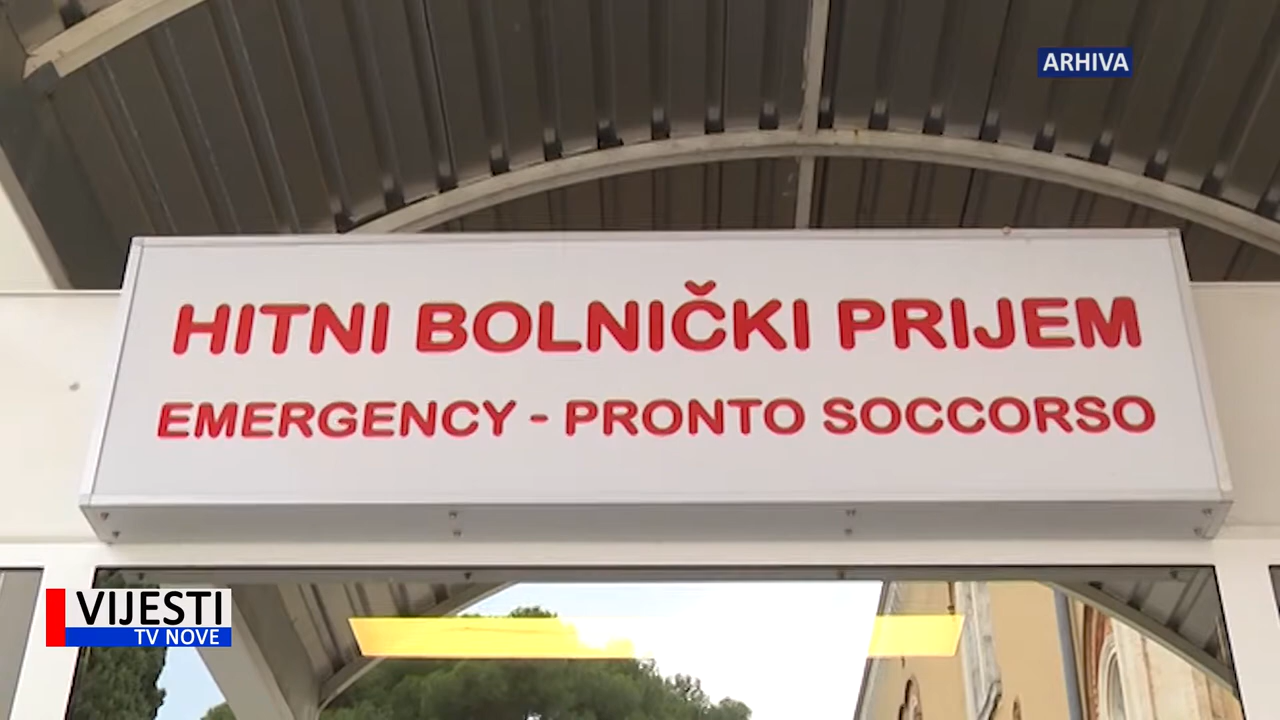 ARHIVA
HITNI BOLNIČKI PRIJEM
EMERGENCY - PRONTO SOCCORSO
VIJESTI
TV NOVE